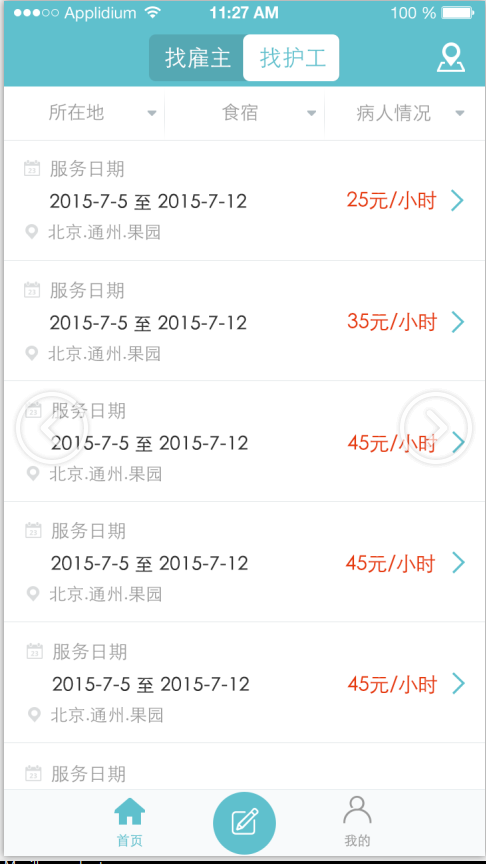 Applidium 11:27 AM 100 %
找雇主 找护工
所在地 食宿 病人情况
服务日期
2015-7-5 至 2015-7-12 25元/小时
北京.通州.果园
服务日期
2015-7-5 至 2015-7-12 35元/小时
北京.通州.果园
服务日期
2015-7-5 至 2015-7-12 45元/小时
北京.通州.果园
服务日期
2015-7-5 至 2015-7-12 45元/小时
北京.通州.果园
服务日期
2015-7-5 至 2015-7-12 45元/小时
北京.通州.果园
服务日期
首页 我的